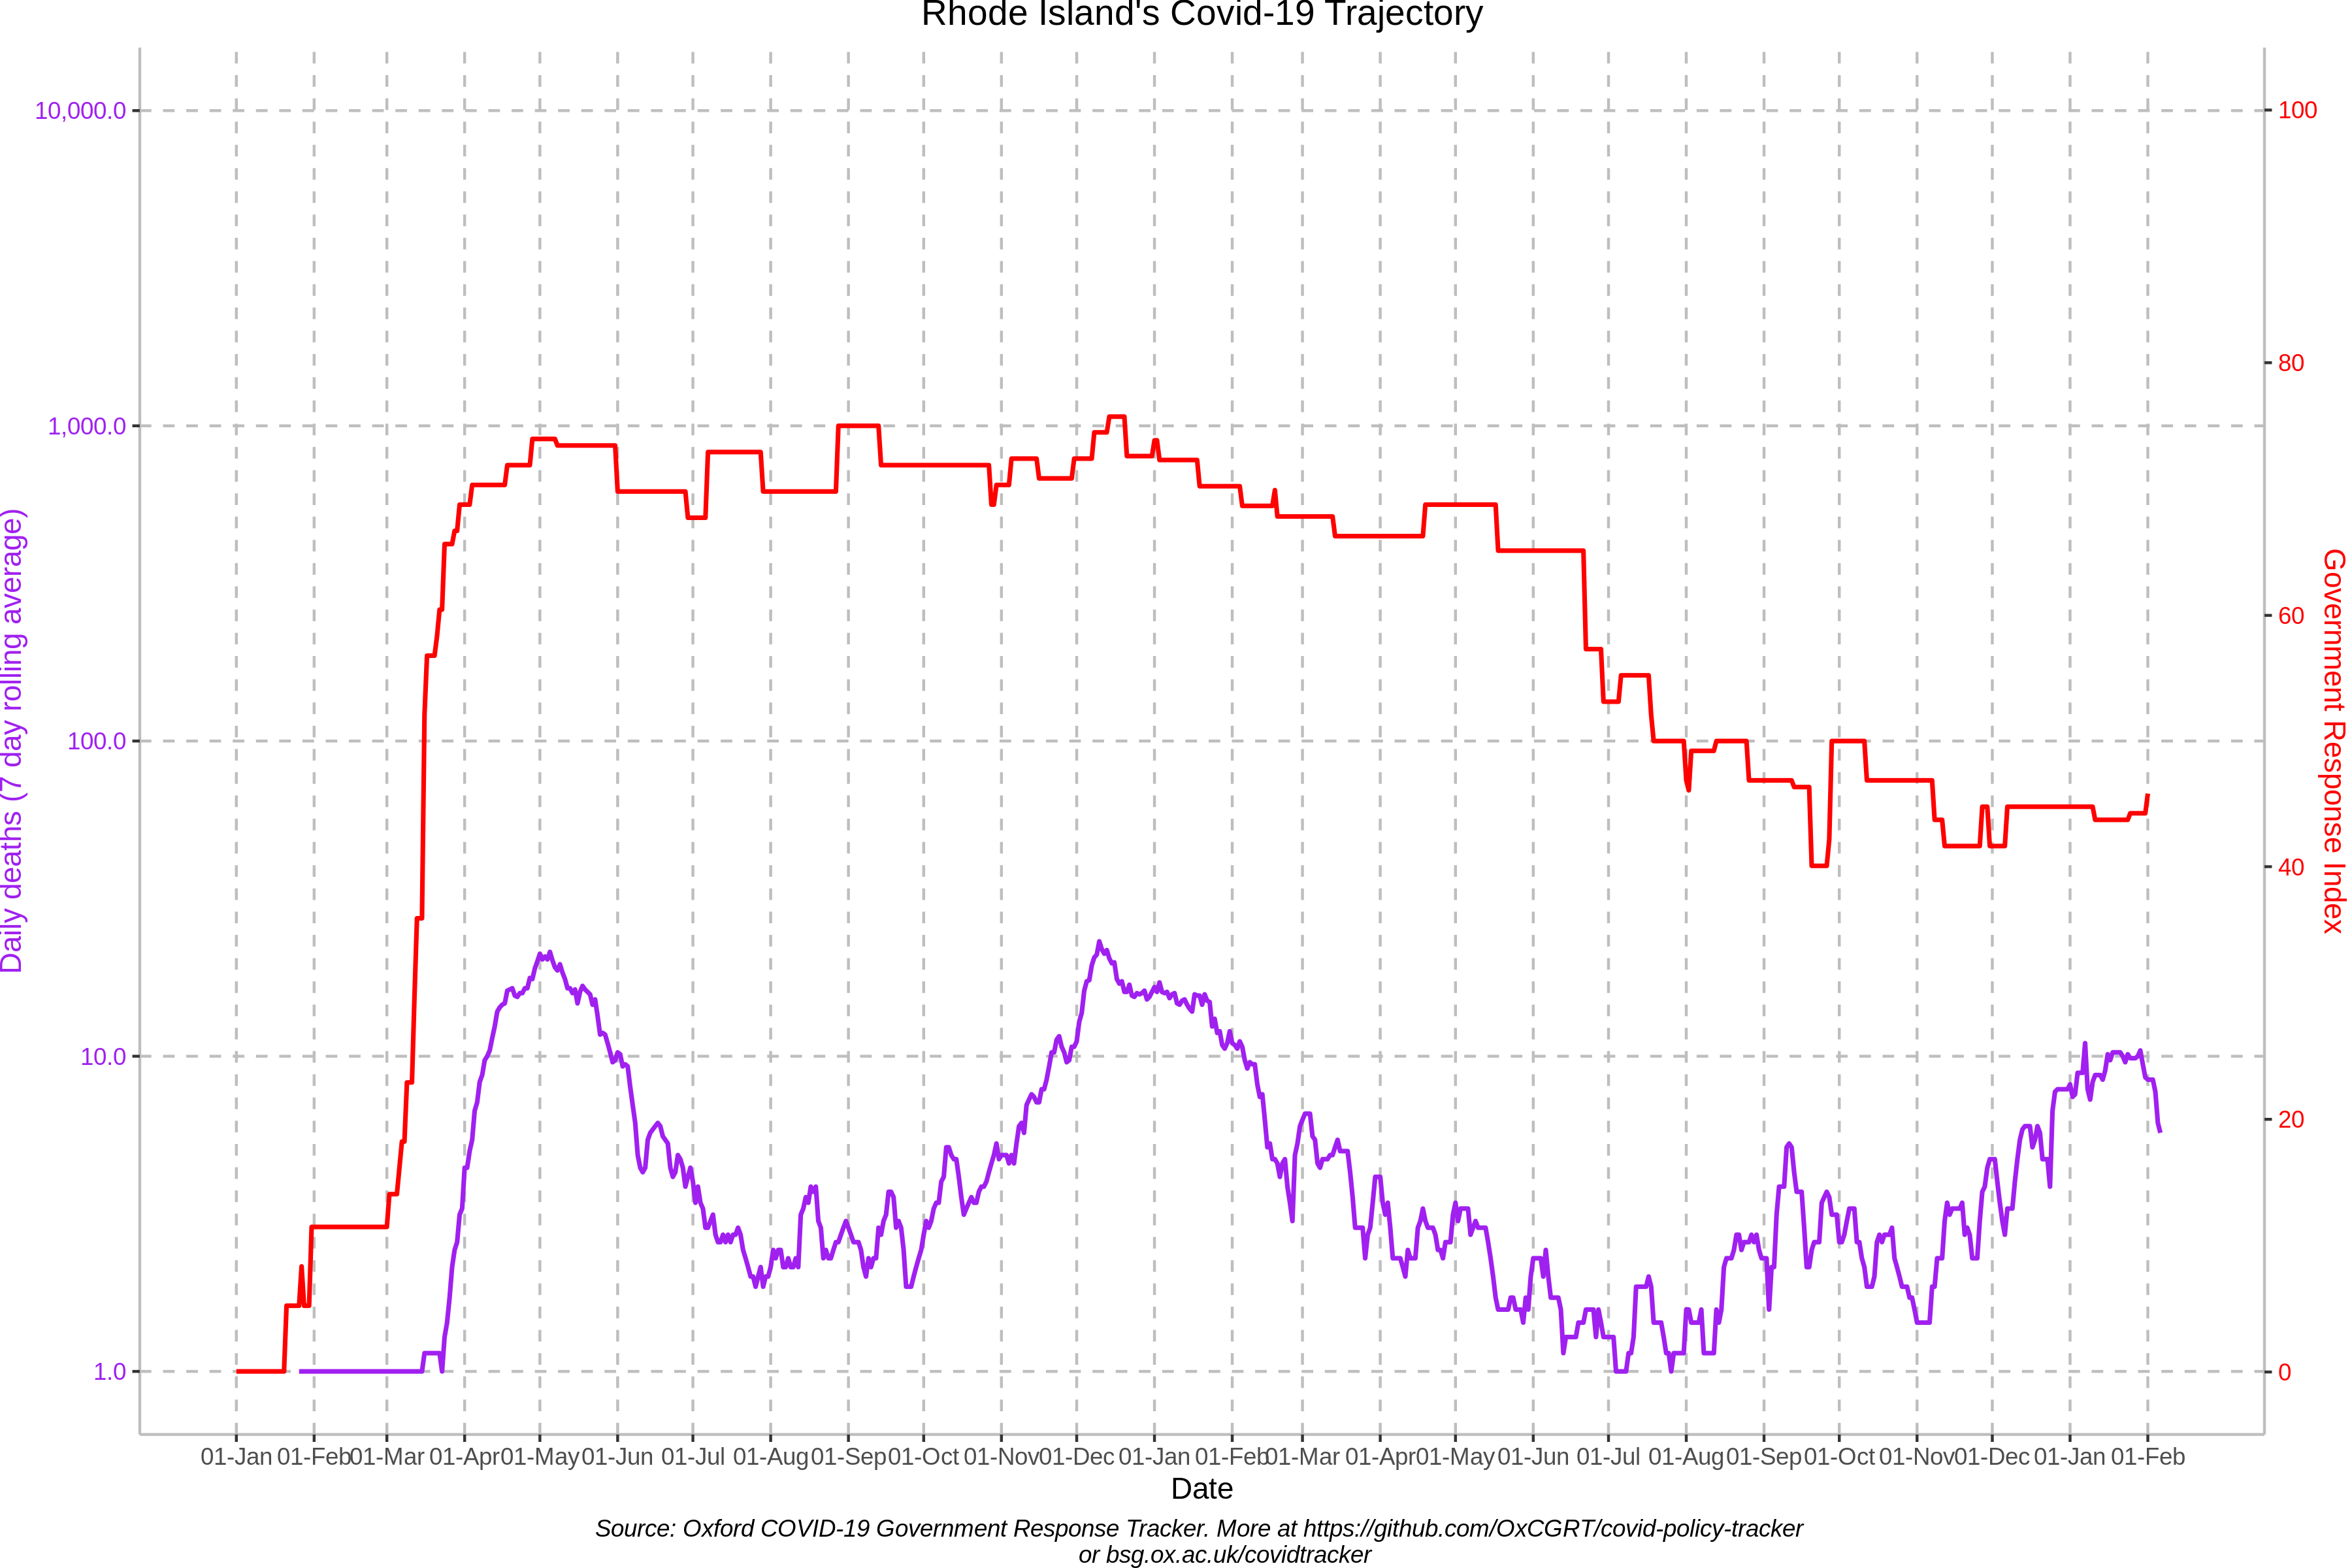 Rhode Island's Covid-19 Trajectory
Daily deaths (7 day rolling average)
10,000.0
1,000.0
100.0
10.0
1.0
100
80
60
40
20
0
Government Response Index
01-Jan 01-Feb 01-Mar 01-Apr 01-May 01-Jun 01-Jul 01-Aug 01-Sep 01-Oct 01-Nov 01-Dec 01-Jan 01-Feb 01-Mar 01-Apr 01-May 01-Jun 01-Jul 01-Aug 01-Sep 01-Oct 01-Nov 01-Dec 01-Jan 01-Feb
Date
Source: Oxford COVID-19 Government Response Tracker. More at https://github.com/OxCGRT/covid-policy-tracker
or bsg.ox.ac.uk/covidtracker